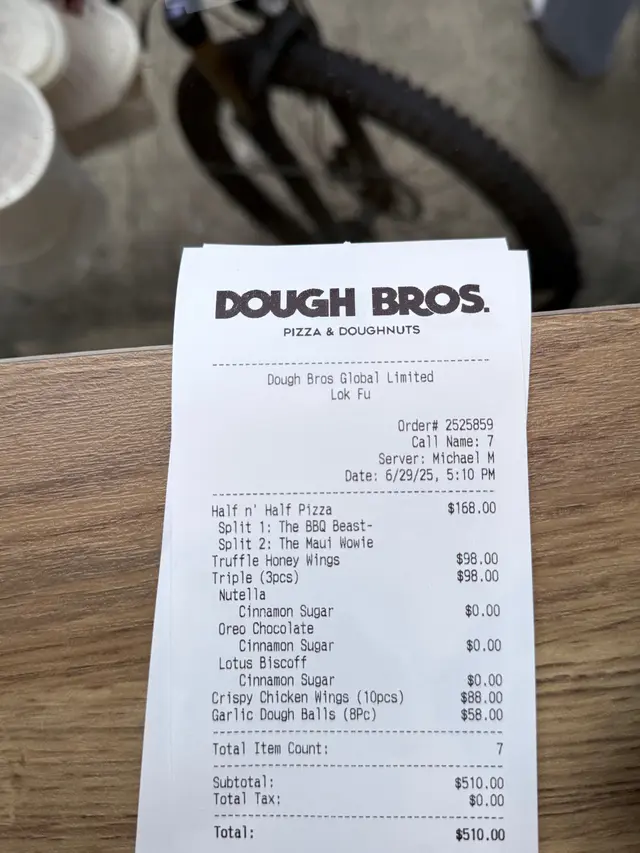 DOUGH BROS.
PIZZA & DOUGHNUTS
Dough Bros Global Limited
Lok Fu
Order# 2525859
Call Name: 7
Server: Michael M
Date: 6/29/25, 5:10 PM
Half n' Half Pizza $168.00
Split 1: The BBQ Beast-
Split 2: The Maui Wowie
Truffle Honey Wings $98.00
Triple (3pcs) $98.00
Nutella
Cinnamon Sugar $0.00
Oreo Chocolate
Cinnamon Sugar $0.00
Lotus Biscoff
Cinnamon Sugar $0.00
Crispy Chicken Wings (10pcs) $88.00
Garlic Dough Balls (8Pc) $58.00
Total Item Count: 7
Subtotal: $510.00
Total Tax: $0.00
Total: $510.00